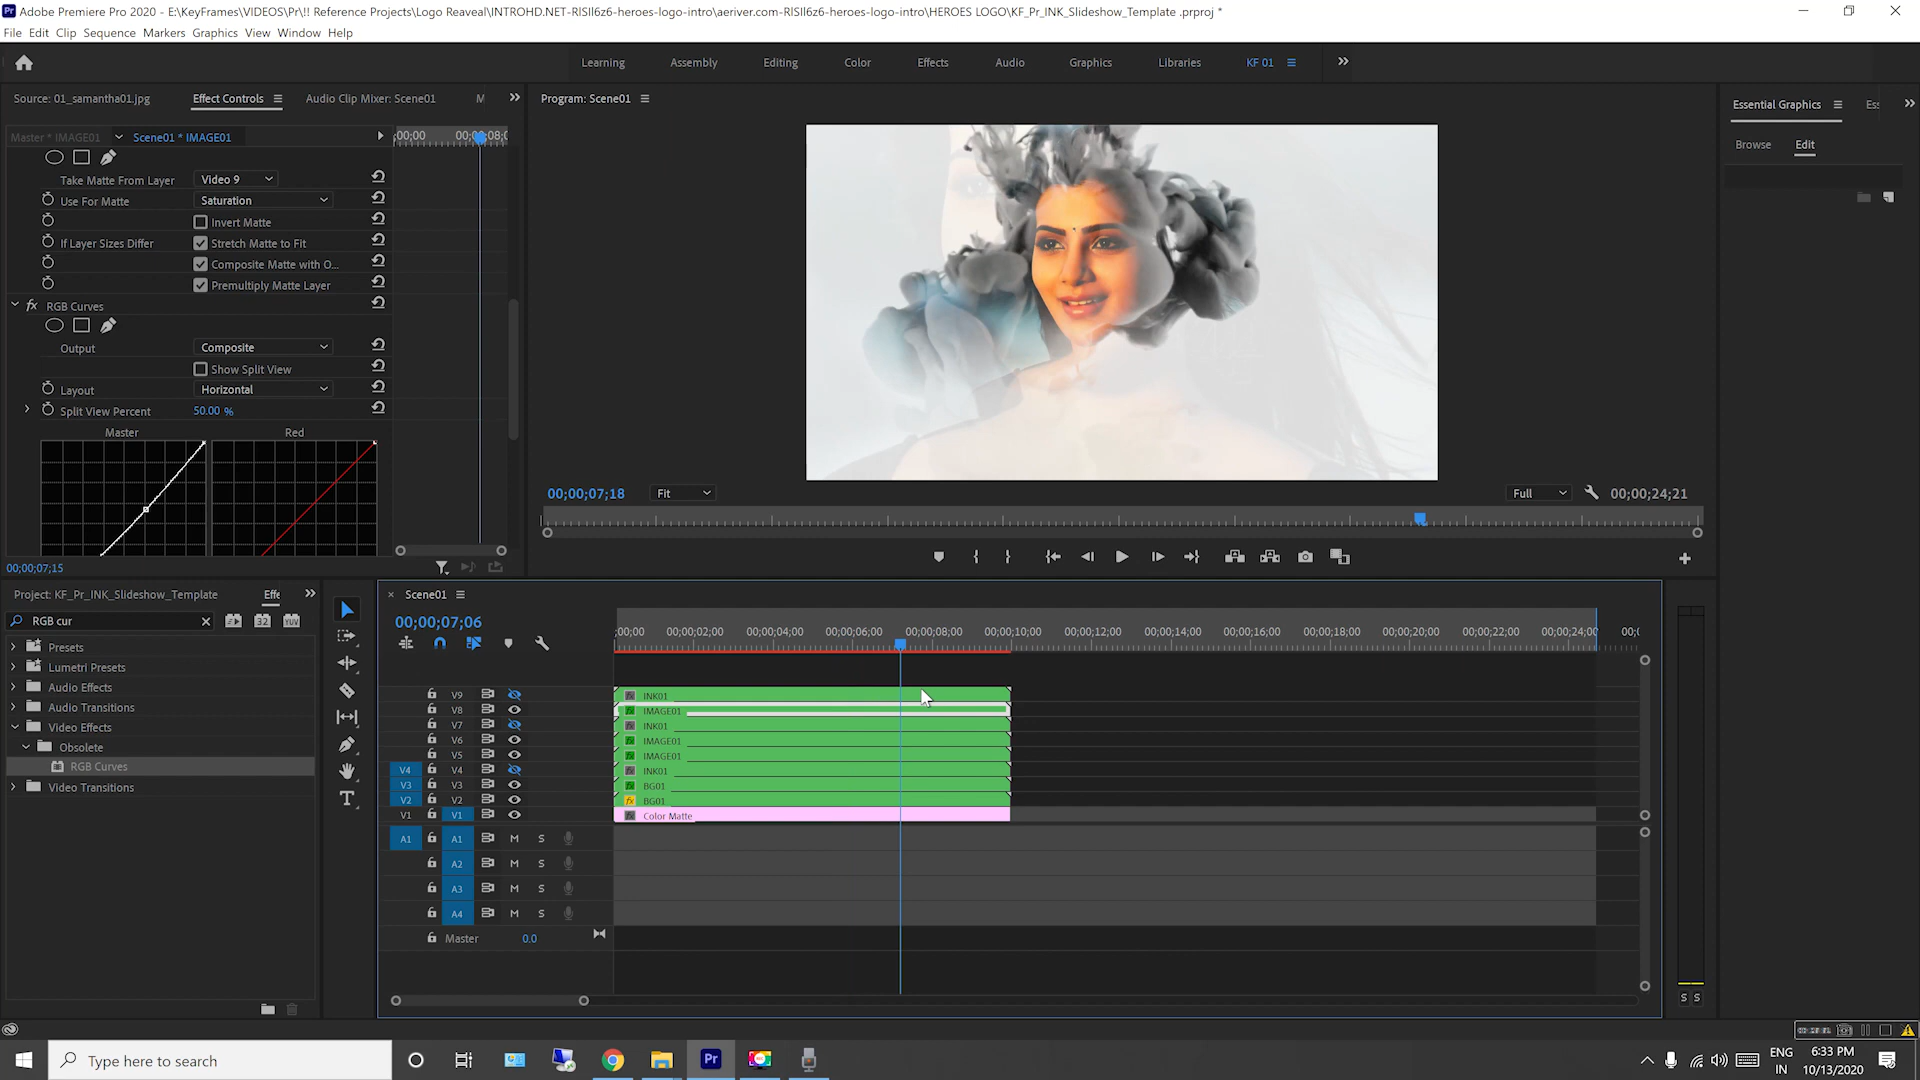 Adobe Premiere Pro 2020 - E:\KeyFrames\VIDEOS\Pr\!! Reference Projects\Logo Reaveal\INTROHD.NET-RlSIl6z6-heroes-logo-intro\aeriver.com-RlSIl6z6-heroes-logo-intro\HEROES LOGO\KF_Pr_INK_Slideshow_Template .prproj *
File Edit Clip Sequence Markers Graphics View Window Help
Learning Assembly Editing Color Effects Audio Graphics Libraries KF 01
Source: 01_samantha01.jpg Effect Controls Audio Clip Mixer: Scene01 M
Program: Scene01
Essential Graphics Es
Browse Edit
Master * IMAGE01 Scene01 * IMAGE01
Take Matte From Layer Video 9
Use For Matte Saturation
Invert Matte
If Layer Sizes Differ Stretch Matte to Fit
Composite Matte with O...
Premultiply Matte Layer
fx RGB Curves
Output Composite
Show Split View
Layout Horizontal
Split View Percent 50.00 %
Master Red
00;00;07;15
00;00;07;18 Fit Full 00;00;24;21
Project: KF_Pr_INK_Slideshow_Template Effe
RGB cur
Presets
Lumetri Presets
Audio Effects
Audio Transitions
Video Effects
Obsolete
RGB Curves
Video Transitions
Scene01
00;00;07;06
;00;00 00;00;02;00 00;00;04;00 00;00;06;00 00;00;08;00 00;00;10;00 00;00;12;00 00;00;14;00 00;00;16;00 00;00;18;00 00;00;20;00 00;00;22;00 00;00;24;00
V9 INK01
V8 IMAGE01
V7 INK01
V6 IMAGE01
V5 IMAGE01
V4 V4 INK01
V3 V3 BG01
V2 V2 BG01
V1 V1 Color Matte
A1 A1 M S
A2 M S
A3 M S
A4 M S
Master 0.0
S S
Type here to search
ENG
IN
6:33 PM
10/13/2020